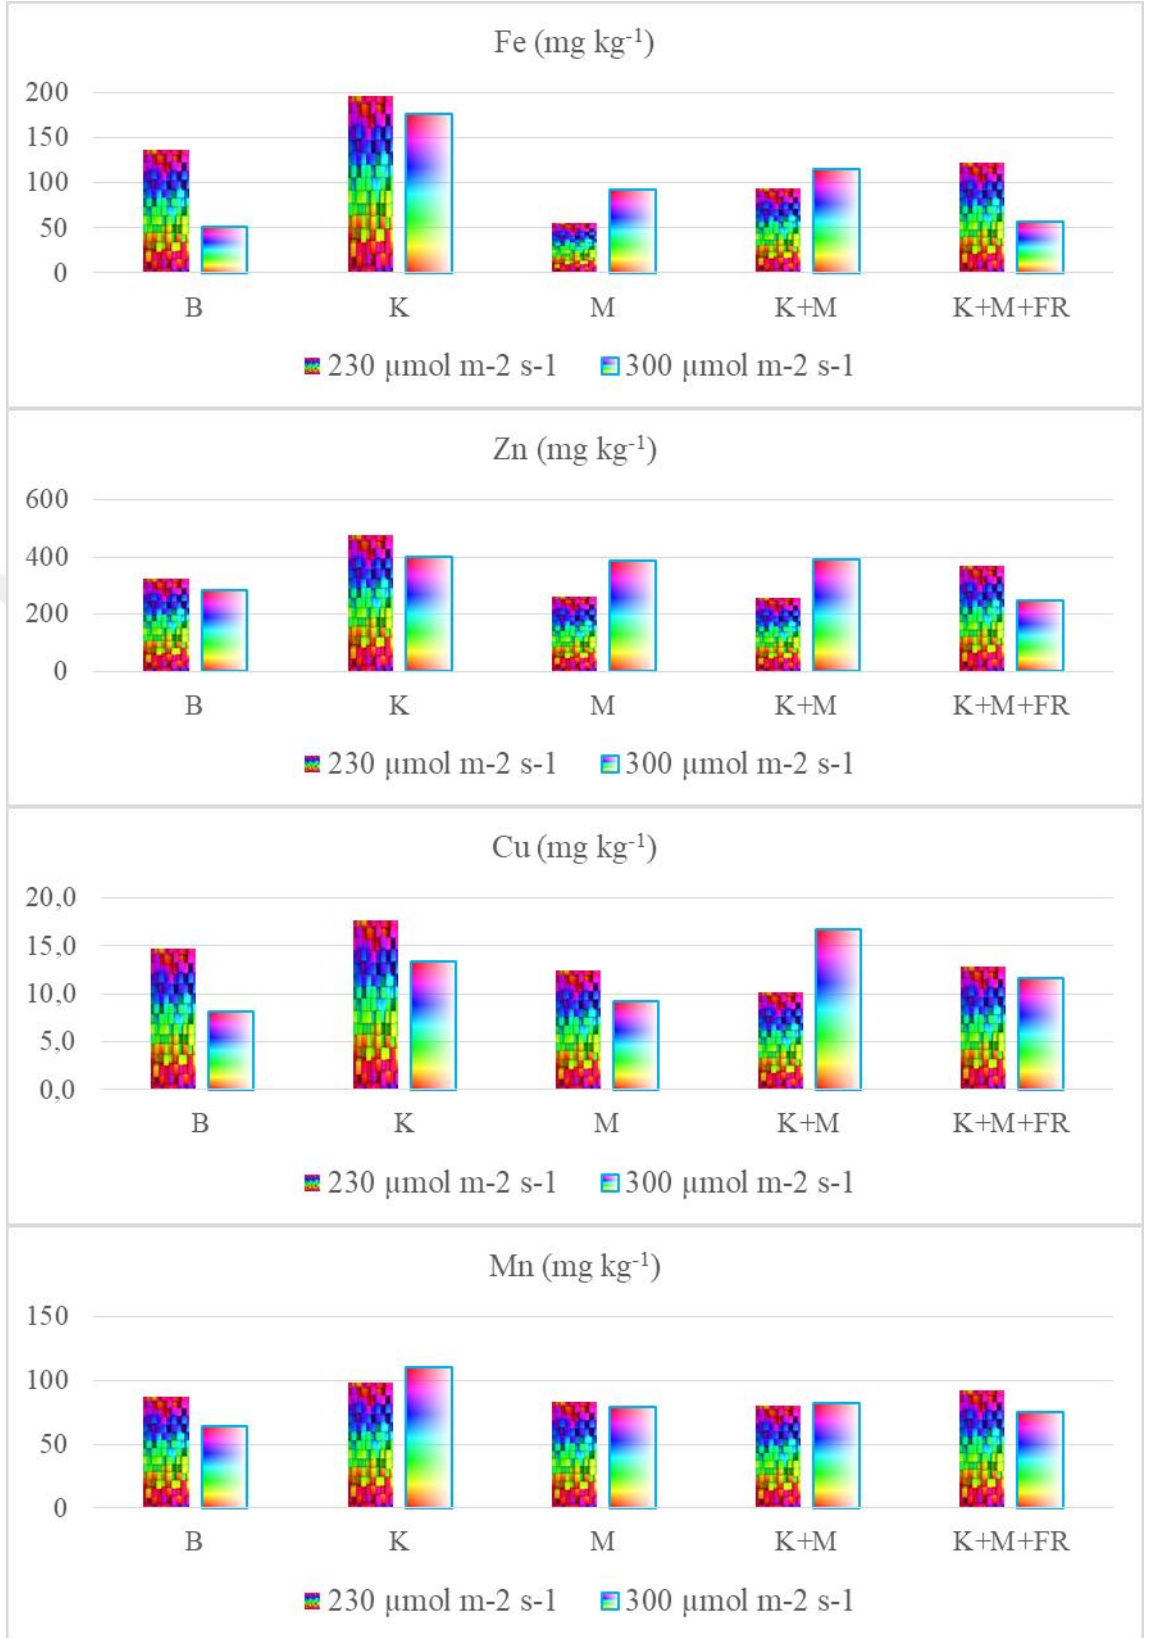 Fe (mg kg⁻¹)
200
150
100
50
0
B K M K+M K+M+FR
230 µmol m-2 s-1 300 µmol m-2 s-1
Zn (mg kg⁻¹)
600
400
200
0
B K M K+M K+M+FR
230 µmol m-2 s-1 300 µmol m-2 s-1
Cu (mg kg⁻¹)
20,0
15,0
10,0
5,0
0,0
B K M K+M K+M+FR
230 µmol m-2 s-1 300 µmol m-2 s-1
Mn (mg kg⁻¹)
150
100
50
0
B K M K+M K+M+FR
230 µmol m-2 s-1 300 µmol m-2 s-1